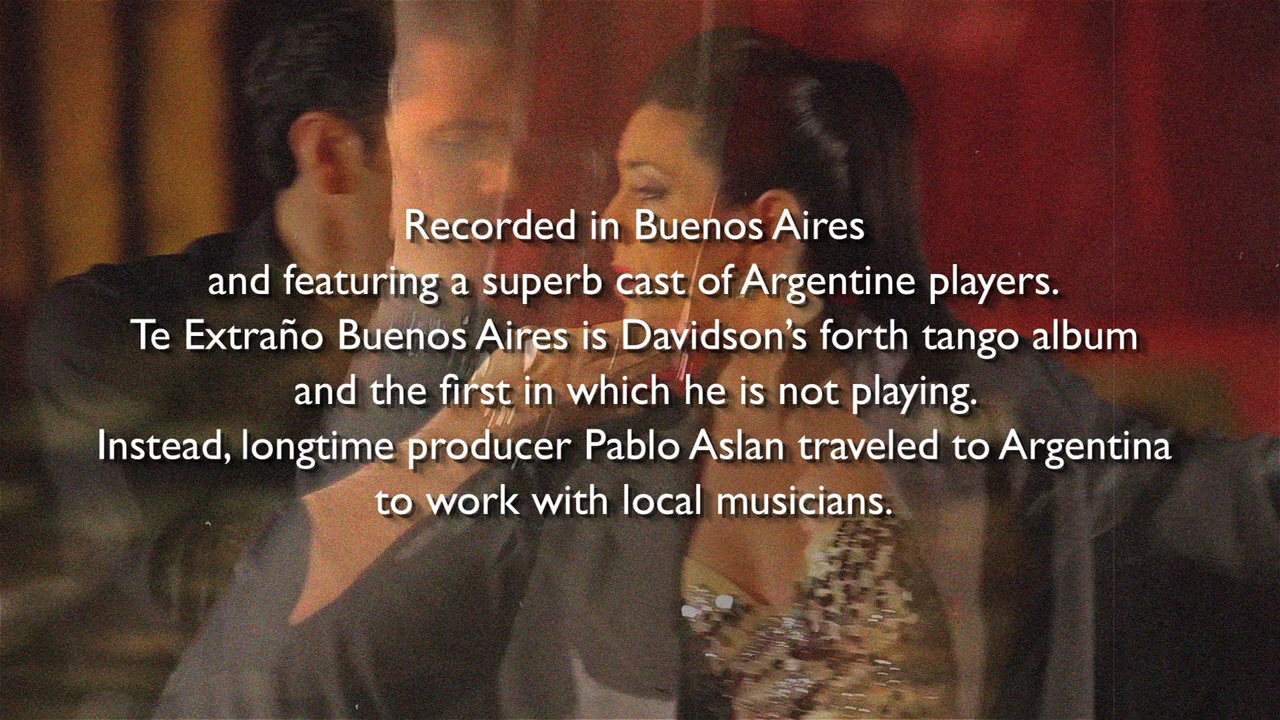 Recorded in Buenos Aires
and featuring a superb cast of Argentine players.
Te Extraño Buenos Aires is Davidson’s forth tango album
and the first in which he is not playing.
Instead, longtime producer Pablo Aslan traveled to Argentina
to work with local musicians.